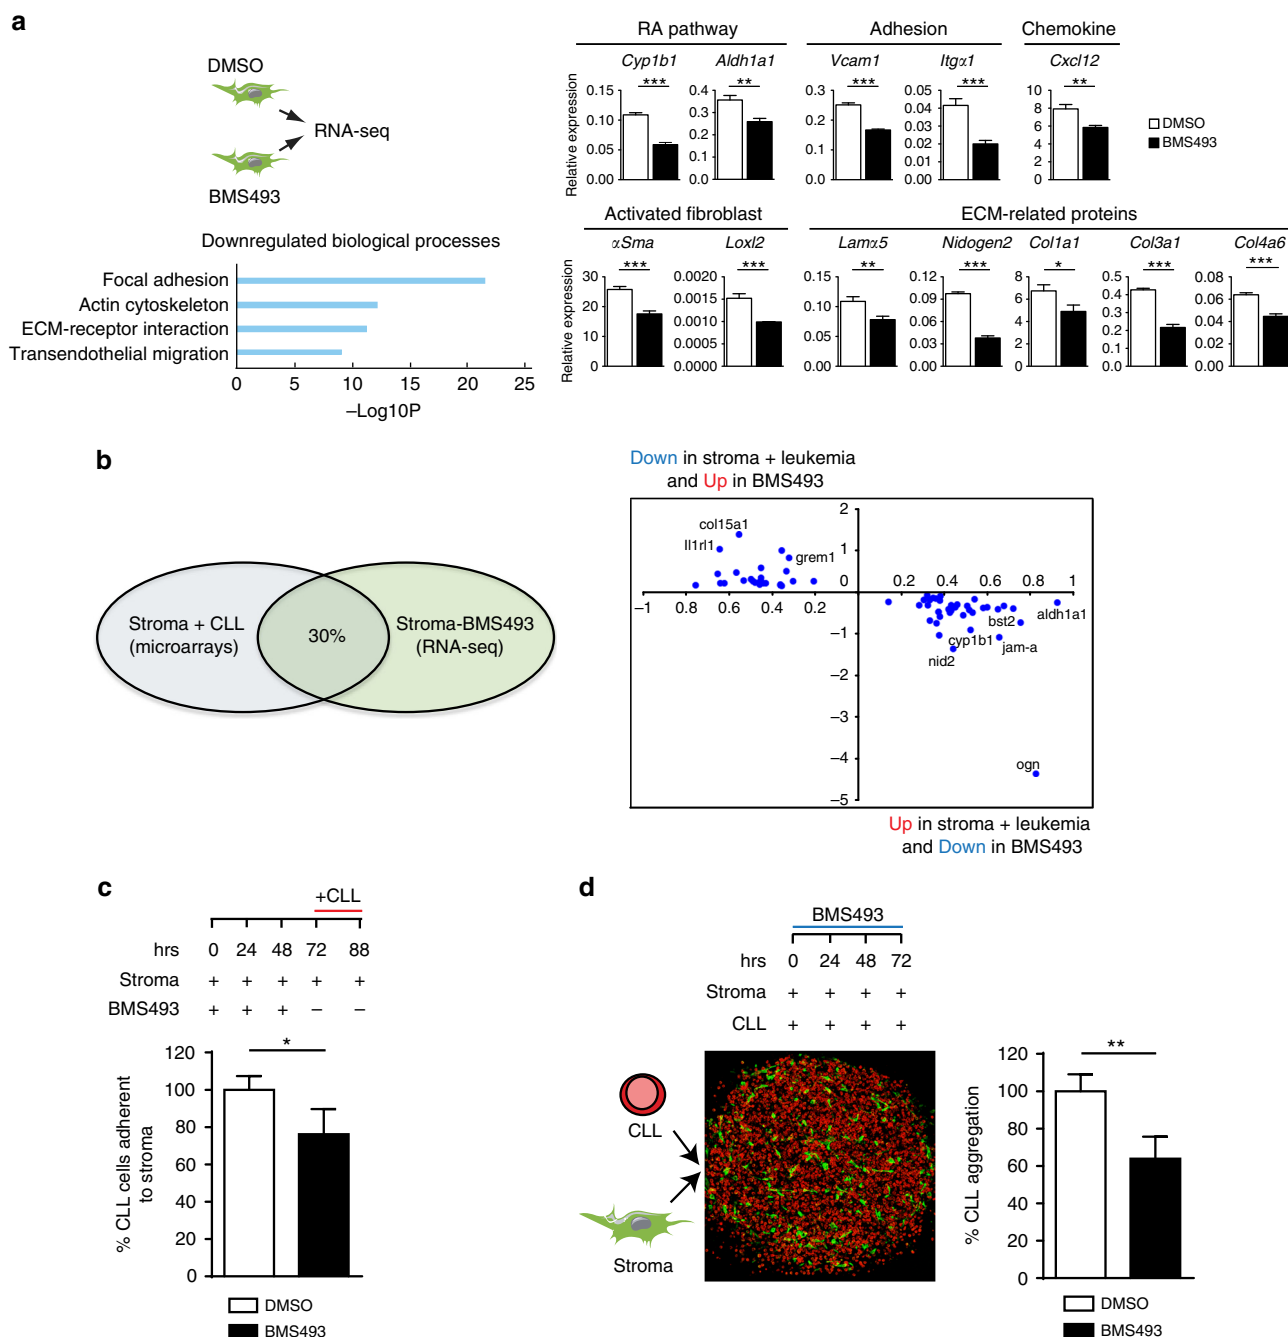 a
DMSO
RNA-seq
BMS493
Downregulated biological processes
Focal adhesion
Actin cytoskeleton
ECM-receptor interaction
Transendothelial migration
0 5 10 15 20 25
–Log10P
RA pathway Adhesion Chemokine
Cyp1b1 Aldh1a1 Vcam1 Itgα1 Cxcl12
*** ** *** *** **
Relative expression
0.15 0.10 0.05 0.00
0.4 0.3 0.2 0.1 0.0
0.3 0.2 0.1 0.0
0.05 0.04 0.03 0.02 0.01 0.00
10 8 6 4 2 0
DMSO
BMS493
Activated fibroblast ECM-related proteins
αSma Loxl2 Lamα5 Nidogen2 Col1a1 Col3a1 Col4a6
*** *** ** *** * *** ***
Relative expression
30 20 10 0
0.0020 0.0015 0.0010 0.0005 0.0000
0.15 0.10 0.05 0.00
0.12 0.09 0.06 0.03 0.00
8 6 4 2 0
0.5 0.4 0.3 0.2 0.1 0.0
0.08 0.06 0.04 0.02 0.00
b
Stroma + CLL
(microarrays)
30%
Stroma-BMS493
(RNA-seq)
Down in stroma + leukemia
and Up in BMS493
2
col15a1
Il1rl1
1
grem1
0
0.2 0.4 0.6 0.8 1
–1 0.8 0.6 0.4 0.2
aldh1a1
bst2
–1
cyp1b1
jam-a
nid2
–2
–3
–4
ogn
–5
Up in stroma + leukemia
and Down in BMS493
c
+CLL
hrs 0 24 48 72 88
Stroma + + + + +
BMS493 + + + – –
*
% CLL cells adherent
to stroma
120
100
80
60
40
20
0
DMSO
BMS493
d
BMS493
hrs 0 24 48 72
Stroma + + + +
CLL + + + +
CLL
Stroma
**
% CLL aggregation
120
100
80
60
40
20
0
DMSO
BMS493